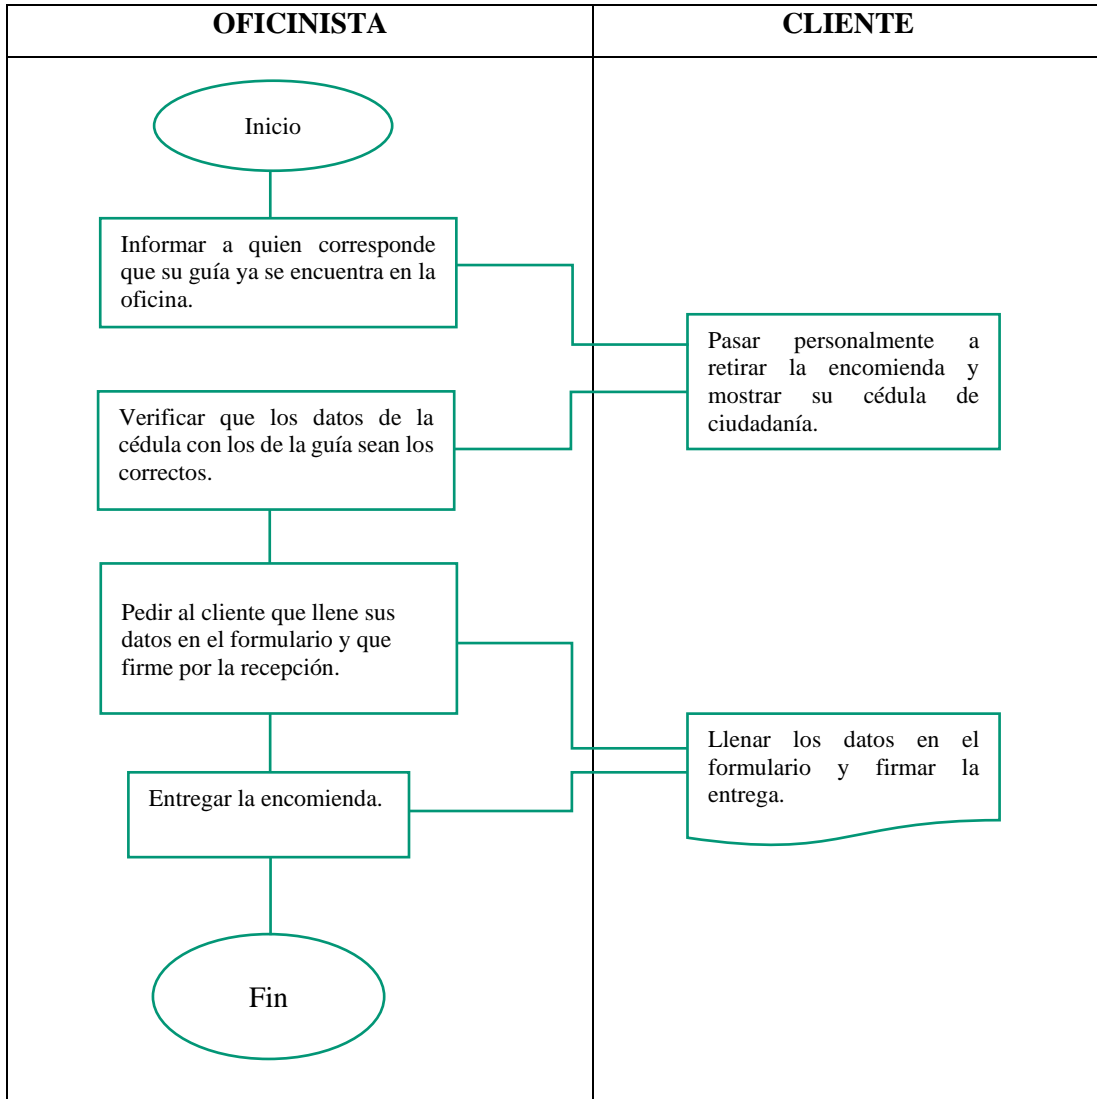 OFICINISTA
CLIENTE
Inicio
Informar a quien corresponde
que su guía ya se encuentra en la
oficina.
Pasar personalmente a
retirar la encomienda y
mostrar su cédula de
ciudadanía.
Verificar que los datos de la
cédula con los de la guía sean los
correctos.
Pedir al cliente que llene sus
datos en el formulario y que
firme por la recepción.
Llenar los datos en el
formulario y firmar la
entrega.
Entregar la encomienda.
Fin